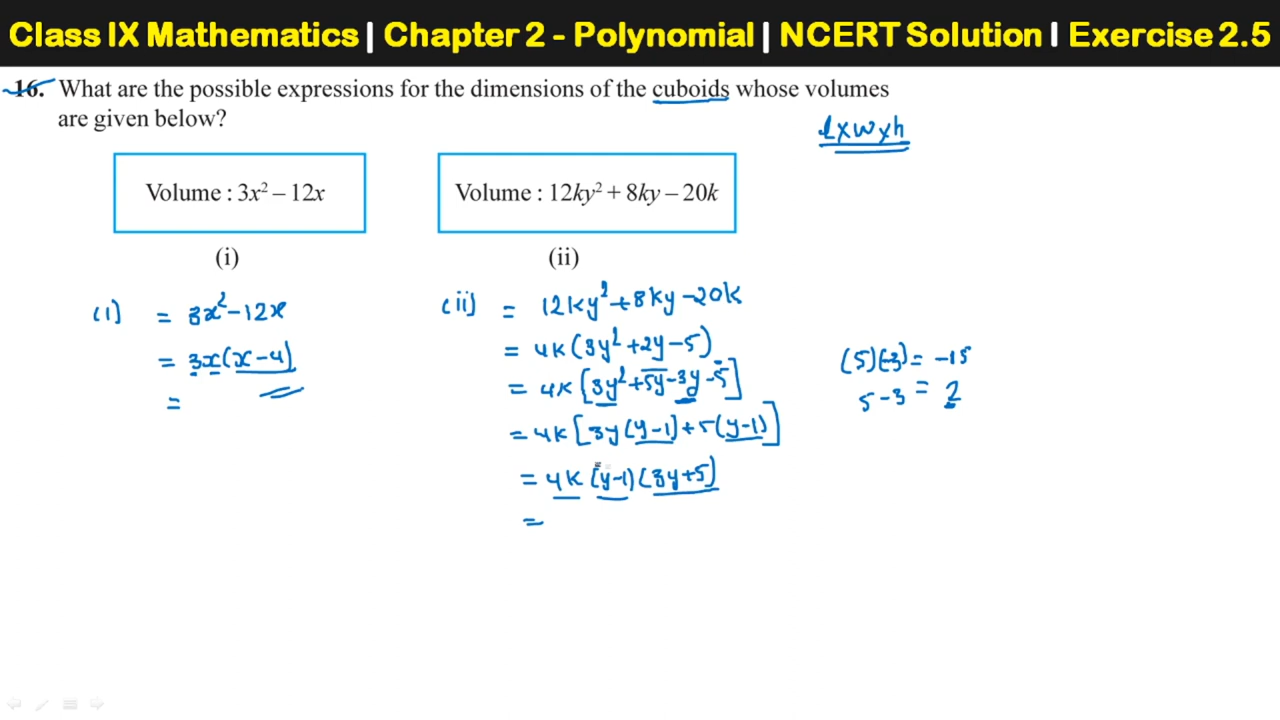 Class IX Mathematics | Chapter 2 - Polynomial | NCERT Solution | Exercise 2.5
16. What are the possible expressions for the dimensions of the cuboids whose volumes
are given below?
l×w×h
Volume : 3x² – 12x
(i)
Volume : 12ky² + 8ky – 20k
(ii)
(i) = 3x² - 12x
= 3x(x-4)
=
(ii) = 12ky² + 8ky - 20k
= 4k(3y² + 2y - 5)
= 4k[3y² + 5y - 3y - 5]
= 4k[3y(y-1) + 5(y-1)]
= 4k(y-1)(3y+5)
=
(5)(-3) = -15
5 - 3 = 2